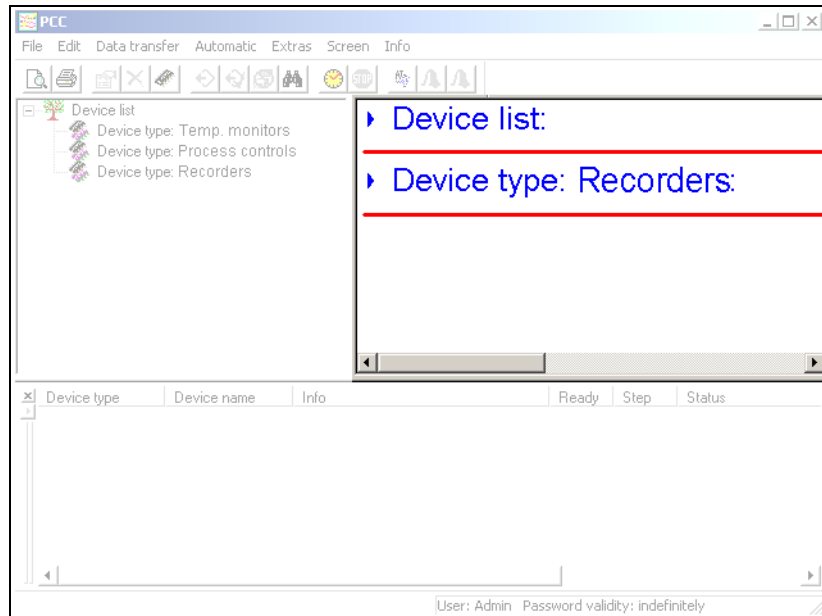 PCC
File Edit Data transfer Automatic Extras Screen Info
STOP
Device list
Device type: Temp. monitors
Device type: Process controls
Device type: Recorders
Device list:
Device type: Recorders:
Device type Device name Info Ready Step Status
User: Admin Password validity: indefinitely